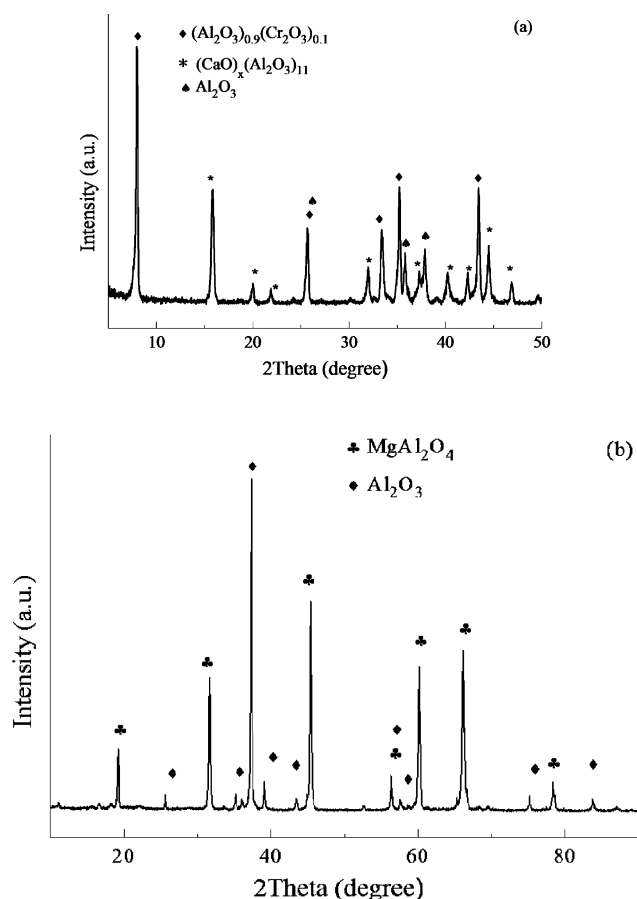 (a)
♦ (Al₂O₃)₀.₉(Cr₂O₃)₀.₁
* (CaO)ₓ(Al₂O₃)₁₁
♠ Al₂O₃
Intensity (a.u.)
10 20 30 40 50
2Theta (degree)
(b)
♣ MgAl₂O₄
♦ Al₂O₃
Intensity (a.u.)
20 40 60 80
2Theta (degree)